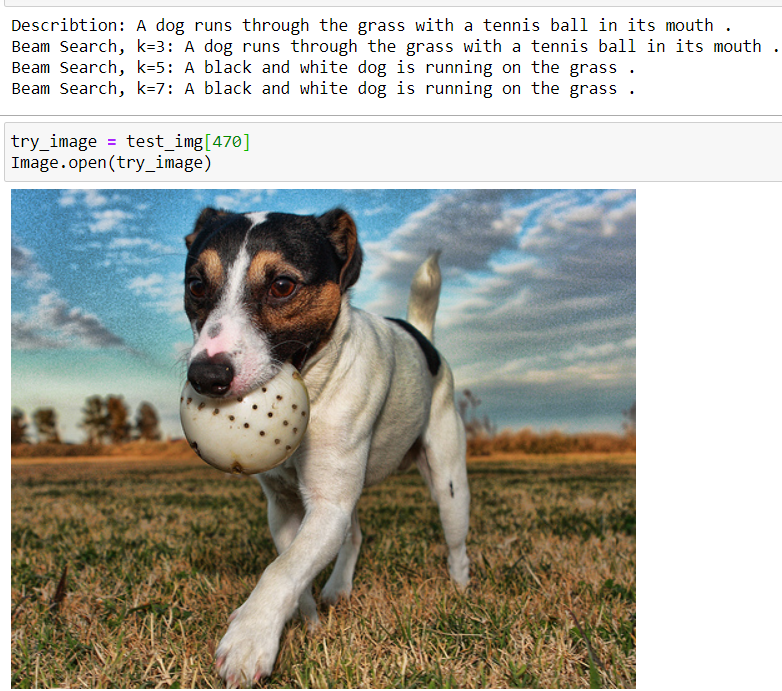 Describtion: A dog runs through the grass with a tennis ball in its mouth .
Beam Search, k=3: A dog runs through the grass with a tennis ball in its mouth .
Beam Search, k=5: A black and white dog is running on the grass .
Beam Search, k=7: A black and white dog is running on the grass .
try_image = test_img[470]
Image.open(try_image)